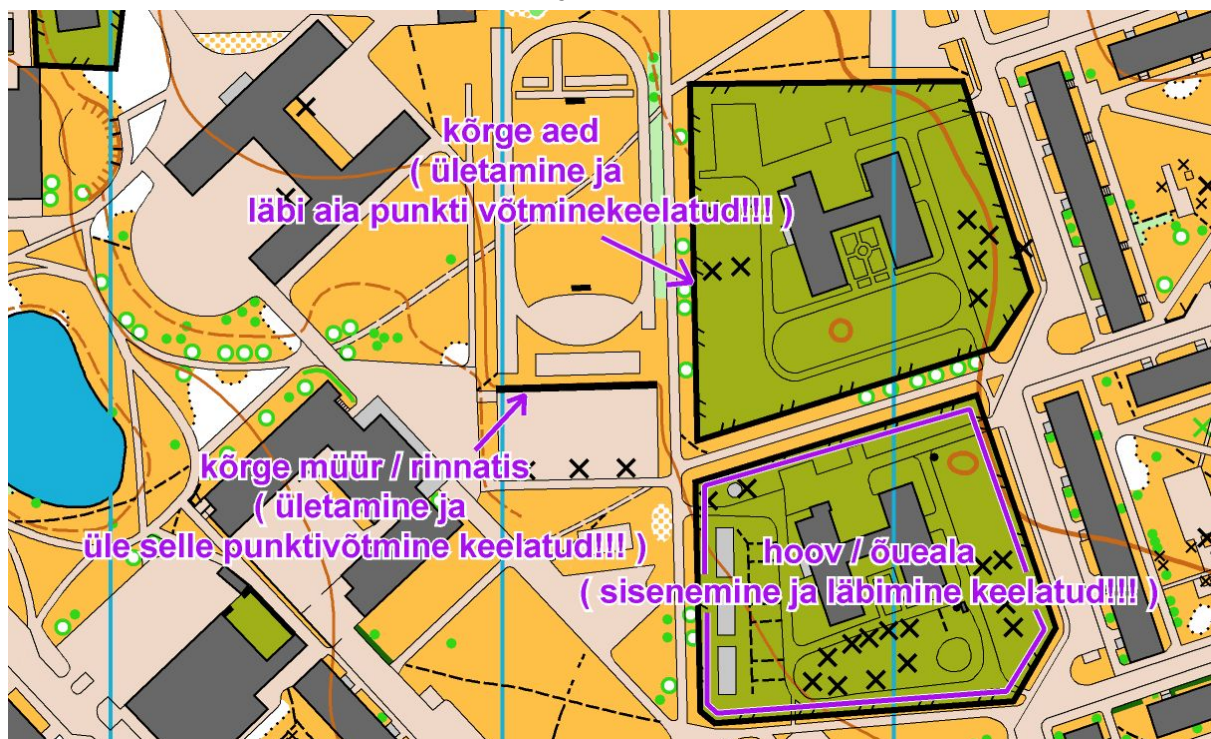 kõrge aed
( ületamine ja
läbi aia punkti võtminekeelatud!!! )
kõrge müür / rinnatis
( ületamine ja
üle selle punktivõtmine keelatud!!! )
hoov / õueala
( sisenemine ja läbimine keelatud!!! )